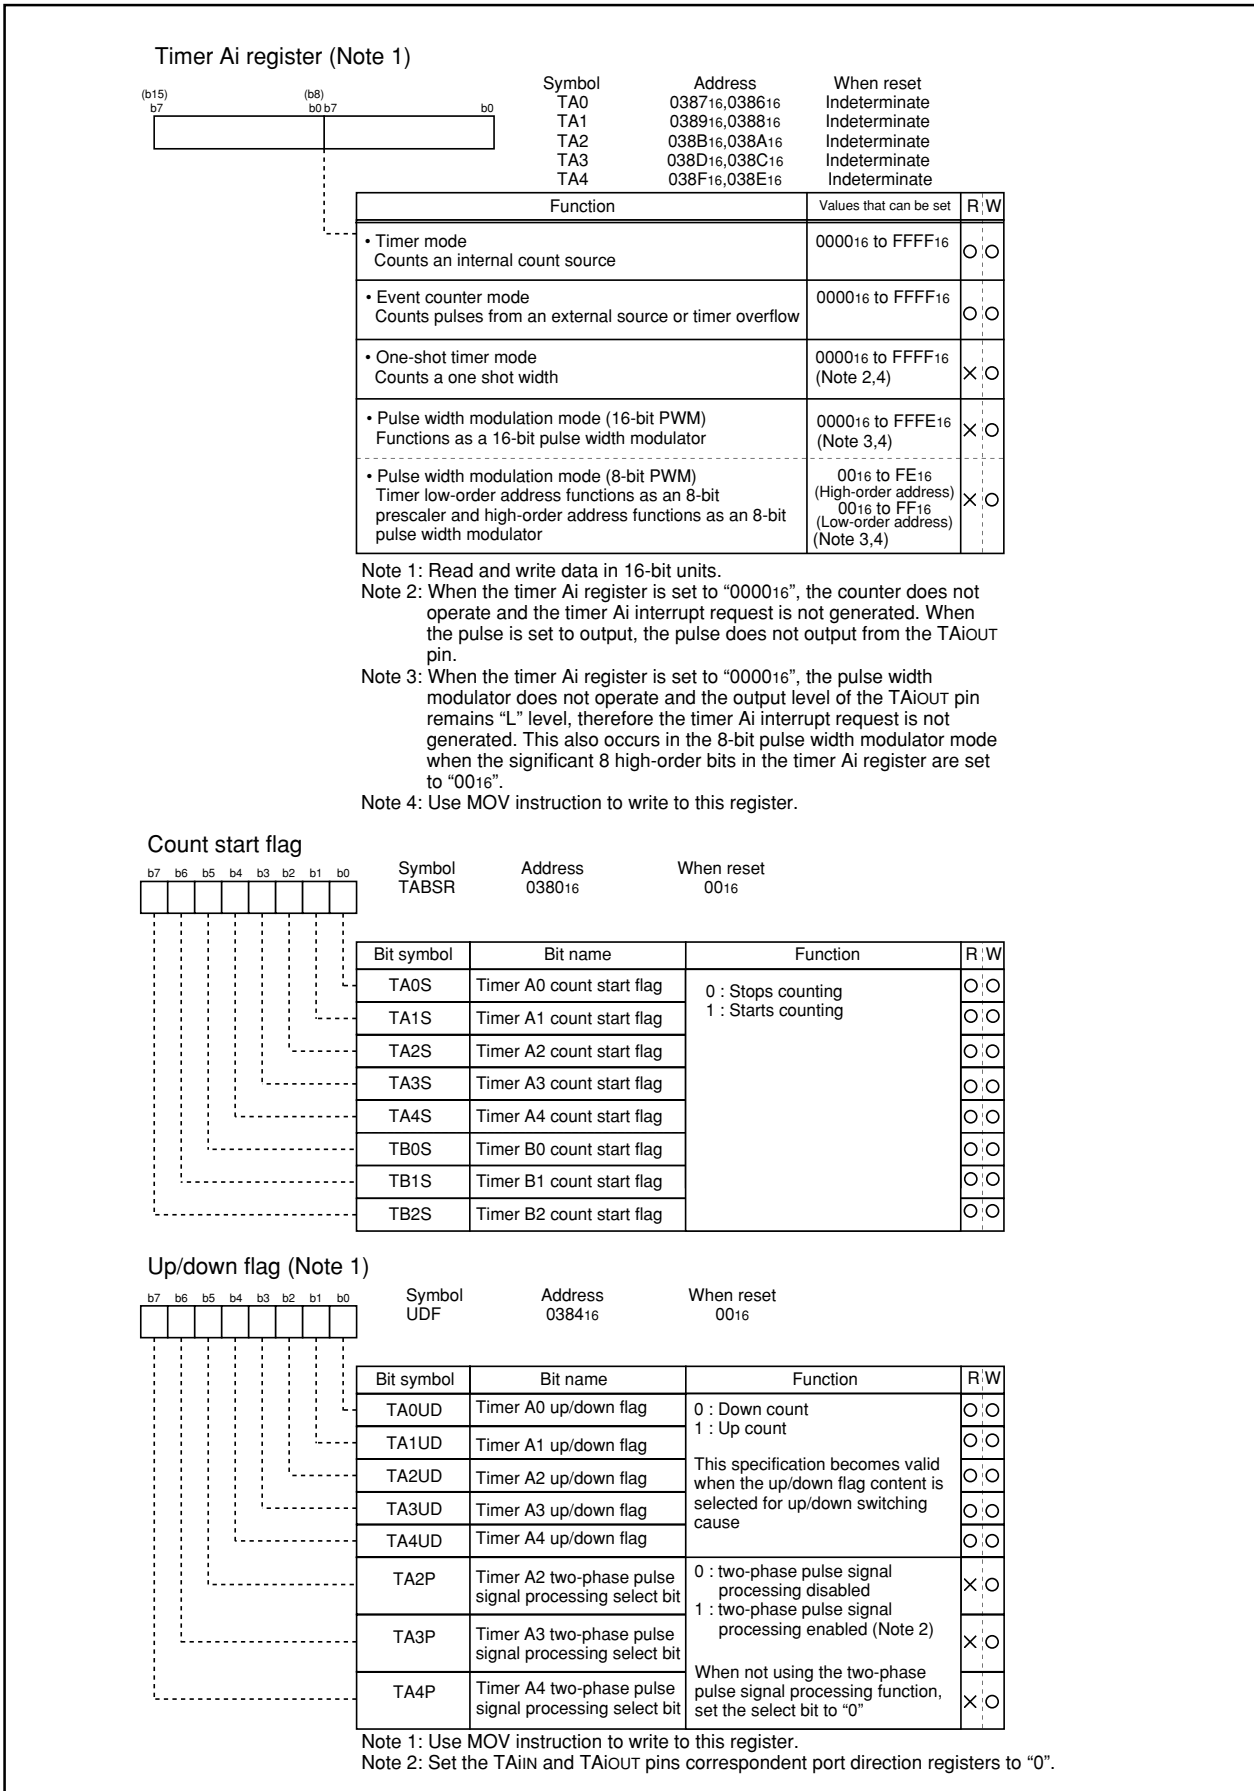 Timer Ai register (Note 1)
Symbol Address When reset
(b15) (b8)
b7 b0 b7 b0
TA0 038716,038616 Indeterminate
TA1 038916,038816 Indeterminate
TA2 038B16,038A16 Indeterminate
TA3 038D16,038C16 Indeterminate
TA4 038F16,038E16 Indeterminate
Function Values that can be set R W
• Timer mode 000016 to FFFF16
Counts an internal count source
• Event counter mode 000016 to FFFF16
Counts pulses from an external source or timer overflow
• One-shot timer mode 000016 to FFFF16
Counts a one shot width (Note 2,4)
• Pulse width modulation mode (16-bit PWM) 000016 to FFFE16
Functions as a 16-bit pulse width modulator (Note 3,4)
• Pulse width modulation mode (8-bit PWM) 0016 to FE16
Timer low-order address functions as an 8-bit (High-order address)
prescaler and high-order address functions as an 8-bit 0016 to FF16
pulse width modulator (Low-order address)
(Note 3,4)
Note 1: Read and write data in 16-bit units.
Note 2: When the timer Ai register is set to “000016”, the counter does not
operate and the timer Ai interrupt request is not generated. When
the pulse is set to output, the pulse does not output from the TAiOUT
pin.
Note 3: When the timer Ai register is set to “000016”, the pulse width
modulator does not operate and the output level of the TAiOUT pin
remains “L” level, therefore the timer Ai interrupt request is not
generated. This also occurs in the 8-bit pulse width modulator mode
when the significant 8 high-order bits in the timer Ai register are set
to “0016”.
Note 4: Use MOV instruction to write to this register.
Count start flag
b7 b6 b5 b4 b3 b2 b1 b0
Symbol Address When reset
TABSR 038016 0016
Bit symbol Bit name Function R W
TA0S Timer A0 count start flag 0 : Stops counting
TA1S Timer A1 count start flag 1 : Starts counting
TA2S Timer A2 count start flag
TA3S Timer A3 count start flag
TA4S Timer A4 count start flag
TB0S Timer B0 count start flag
TB1S Timer B1 count start flag
TB2S Timer B2 count start flag
Up/down flag (Note 1)
b7 b6 b5 b4 b3 b2 b1 b0
Symbol Address When reset
UDF 038416 0016
Bit symbol Bit name Function R W
TA0UD Timer A0 up/down flag 0 : Down count
1 : Up count
TA1UD Timer A1 up/down flag
This specification becomes valid
TA2UD Timer A2 up/down flag when the up/down flag content is
TA3UD Timer A3 up/down flag selected for up/down switching
cause
TA4UD Timer A4 up/down flag
TA2P Timer A2 two-phase pulse 0 : two-phase pulse signal
signal processing select bit processing disabled
1 : two-phase pulse signal
TA3P Timer A3 two-phase pulse processing enabled (Note 2)
signal processing select bit
When not using the two-phase
TA4P Timer A4 two-phase pulse pulse signal processing function,
signal processing select bit set the select bit to “0”
Note 1: Use MOV instruction to write to this register.
Note 2: Set the TAiIN and TAiOUT pins correspondent port direction registers to “0”.